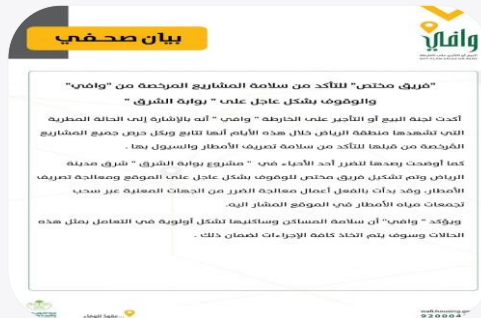 بيان صحفي
وافي
"فريق مختص" للتأكد من سلامة المشاريع المرخصة من "وافي"
والوقوف بشكل عاجل على " بوابة الشرق "
أكدت لجنة البيع أو التأجير على الخارطة " وافي " أنه بالإشارة إلى الحالة المطرية
التي تشهدها منطقة الرياض خلال هذه الأيام أنها تتابع وبكل حرص جميع المشاريع
المرخصة من قبلها للتأكد من سلامة تصريف الأمطار والسيول بها .
كما أوضحت رصدها لتضرر أحد الأحياء في " مشروع بوابة الشرق " شرق مدينة
الرياض وتم تشكيل فريق مختص للوقوف بشكل عاجل على الموقع ومعالجة تصريف
الأمطار، وقد بدأت بالفعل أعمال معالجة الضرر من الجهات المعنية عبر سحب
تجمعات مياه الأمطار في الموقع المشار اليه.
ويؤكد " وافي" أن سلامة المساكن وساكنيها تشكل أولوية في التعامل بمثل هذه
الحالات وسوف يتم اتخاذ كافة الإجراءات لضمان ذلك .